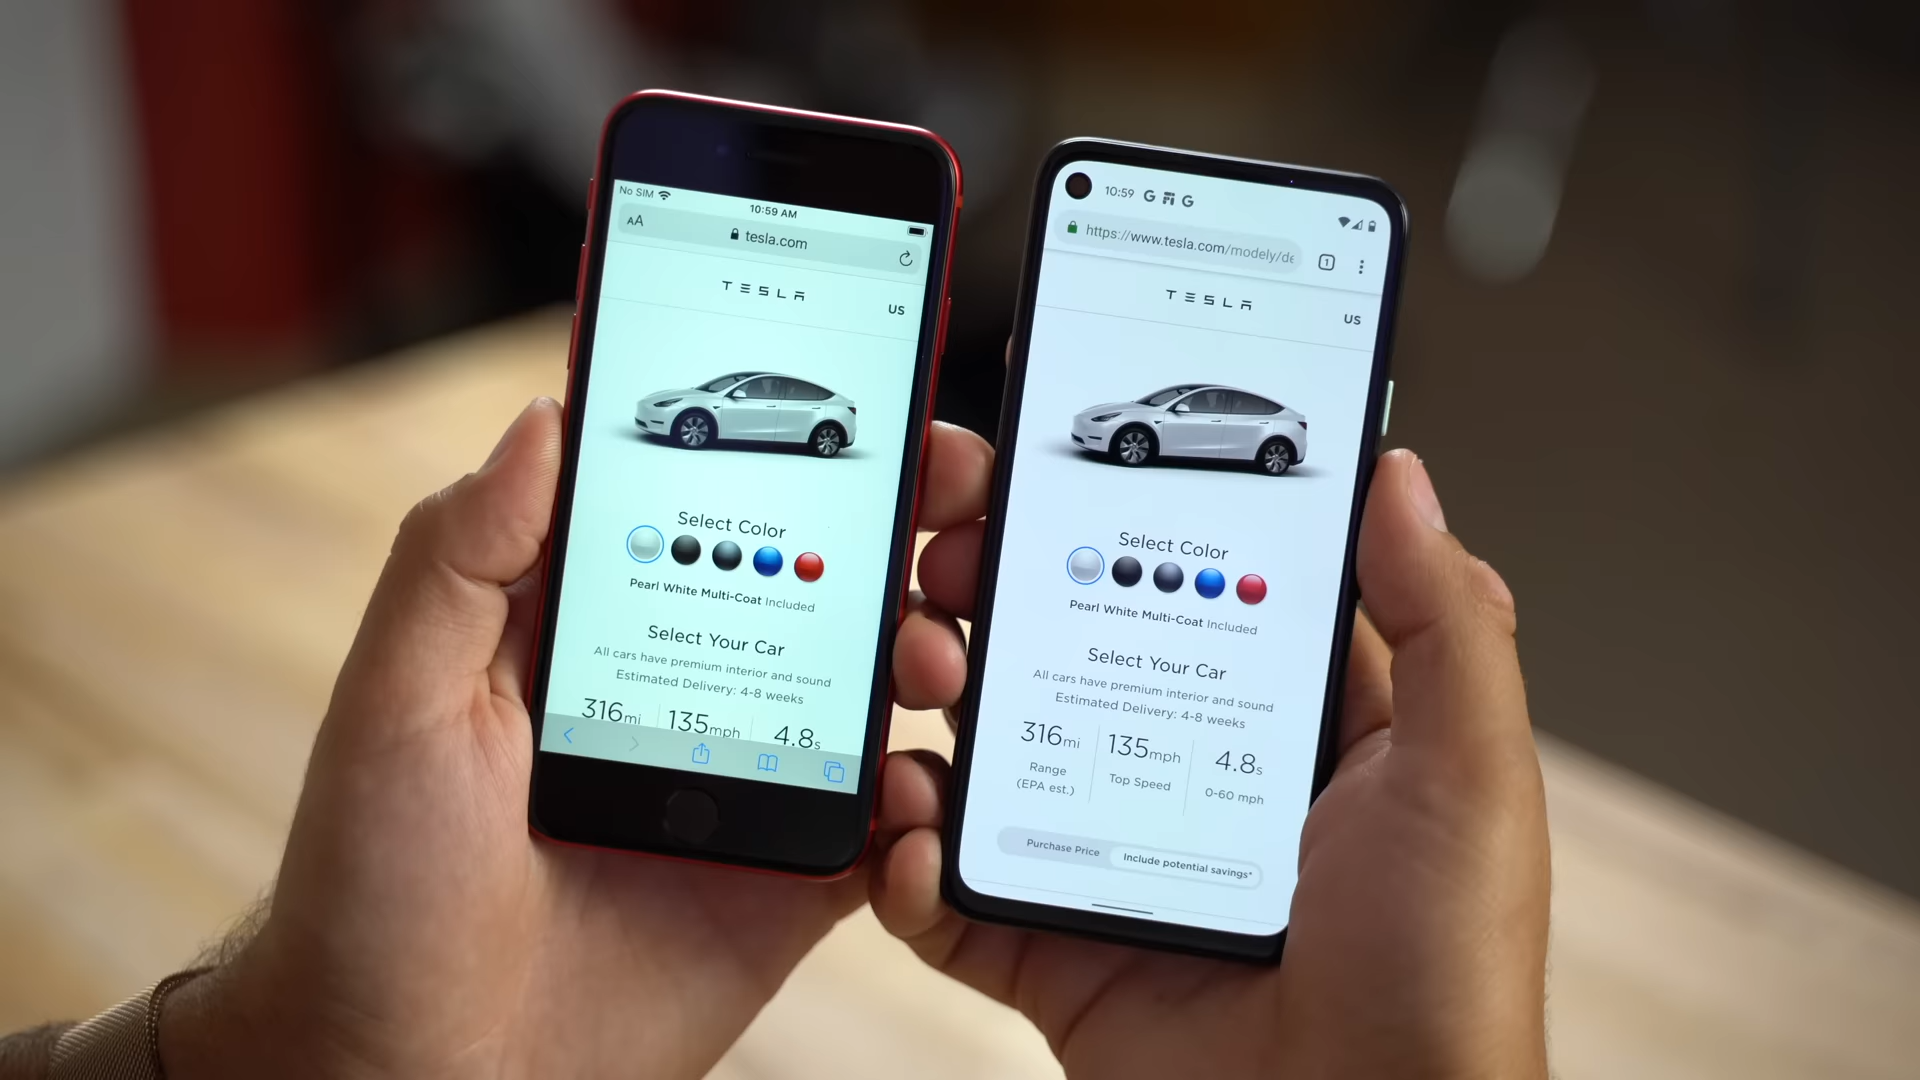 No SIM
10:59 AM
AA
tesla.com
TESLA
US
Select Color
Pearl White Multi-Coat Included
Select Your Car
All cars have premium interior and sound
Estimated Delivery: 4-8 weeks
316mi
135mph
4.8s
10:59 G Fi G
https://www.tesla.com/modely/de
1
TESLA
US
Select Color
Pearl White Multi-Coat Included
Select Your Car
All cars have premium interior and sound
Estimated Delivery: 4-8 weeks
316mi
Range
(EPA est.)
135mph
Top Speed
4.8s
0-60 mph
Purchase Price
Include potential savings*